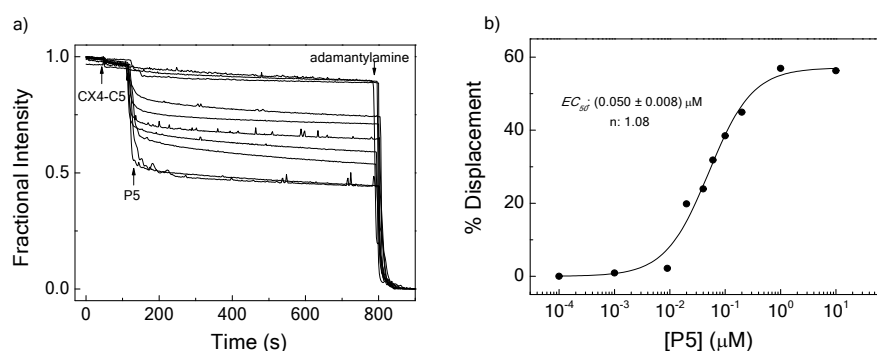 a)
1.0
0.5
0.0
Fractional Intensity
CX4-C5
P5
adamantylamine
0 200 400 600 800
Time (s)
b)
60
40
20
0
% Displacement
EC50: (0.050 ± 0.008) μM
n: 1.08
10-4 10-3 10-2 10-1 100 101
[P5] (μM)